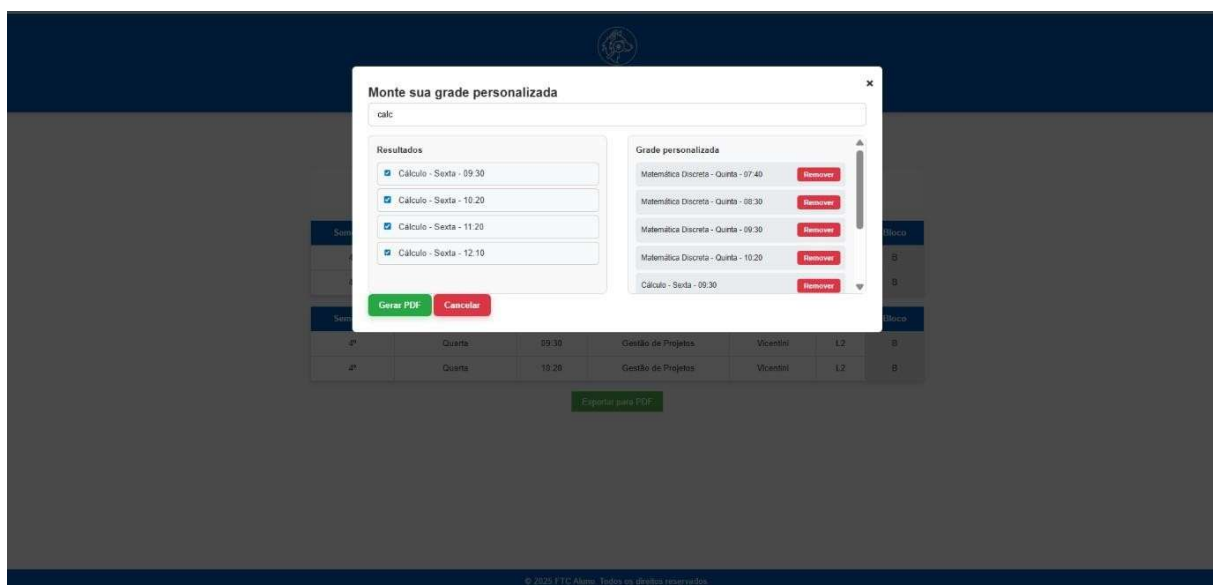 Monte sua grade personalizada
×
calc
Resultados
Cálculo - Sexta - 09:30
Cálculo - Sexta - 10:20
Cálculo - Sexta - 11:20
Cálculo - Sexta - 12:10
Grade personalizada
Matemática Discreta - Quinta - 07:40 Remover
Matemática Discreta - Quinta - 08:30 Remover
Matemática Discreta - Quinta - 09:30 Remover
Matemática Discreta - Quinta - 10:20 Remover
Cálculo - Sexta - 09:30 Remover
Gerar PDF Cancelar
Sem Bloco
B
B
Sem Bloco
4º Quarta 09:30 Gestão de Projetos Vicentini L2 B
4º Quarta 10:20 Gestão de Projetos Vicentini L2 B
Exportar para PDF
© 2025 FTC Aluno. Todos os direitos reservados.